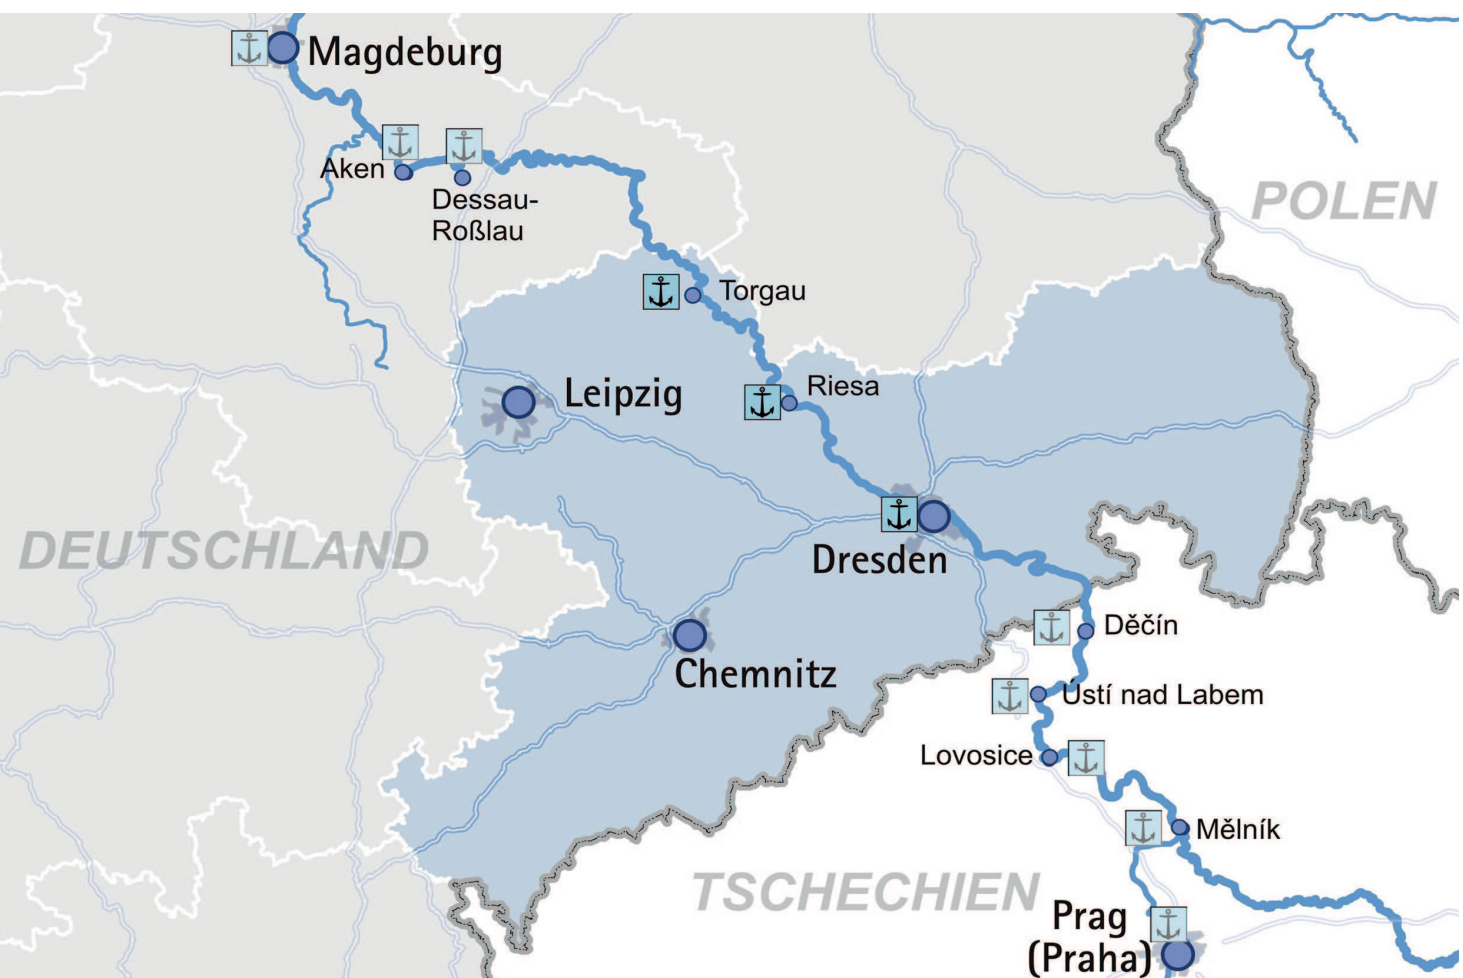 Magdeburg
Aken
Dessau-
Roßlau
POLEN
Torgau
Riesa
Leipzig
DEUTSCHLAND
Dresden
Děčín
Chemnitz
Ústí nad Labem
Lovosice
Mělník
TSCHECHIEN
Prag
(Praha)